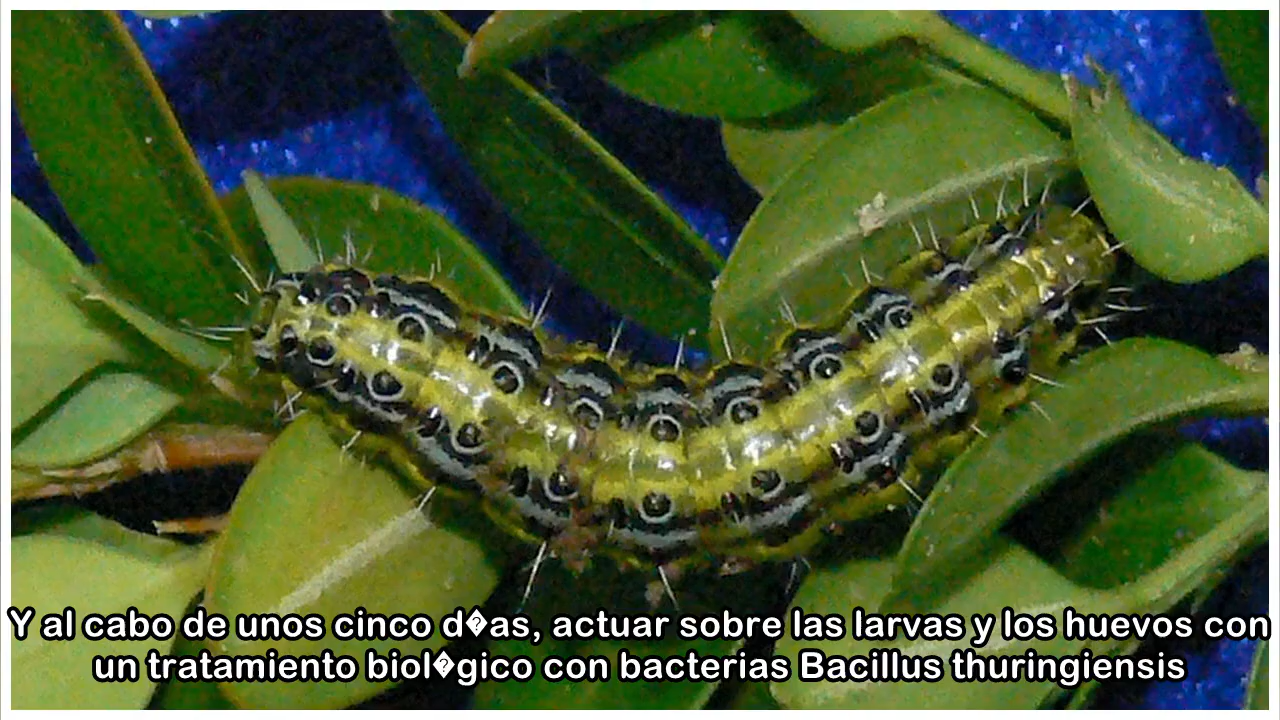 Y al cabo de unos cinco d�as, actuar sobre las larvas y los huevos con
un tratamiento biol�gico con bacterias Bacillus thuringiensis